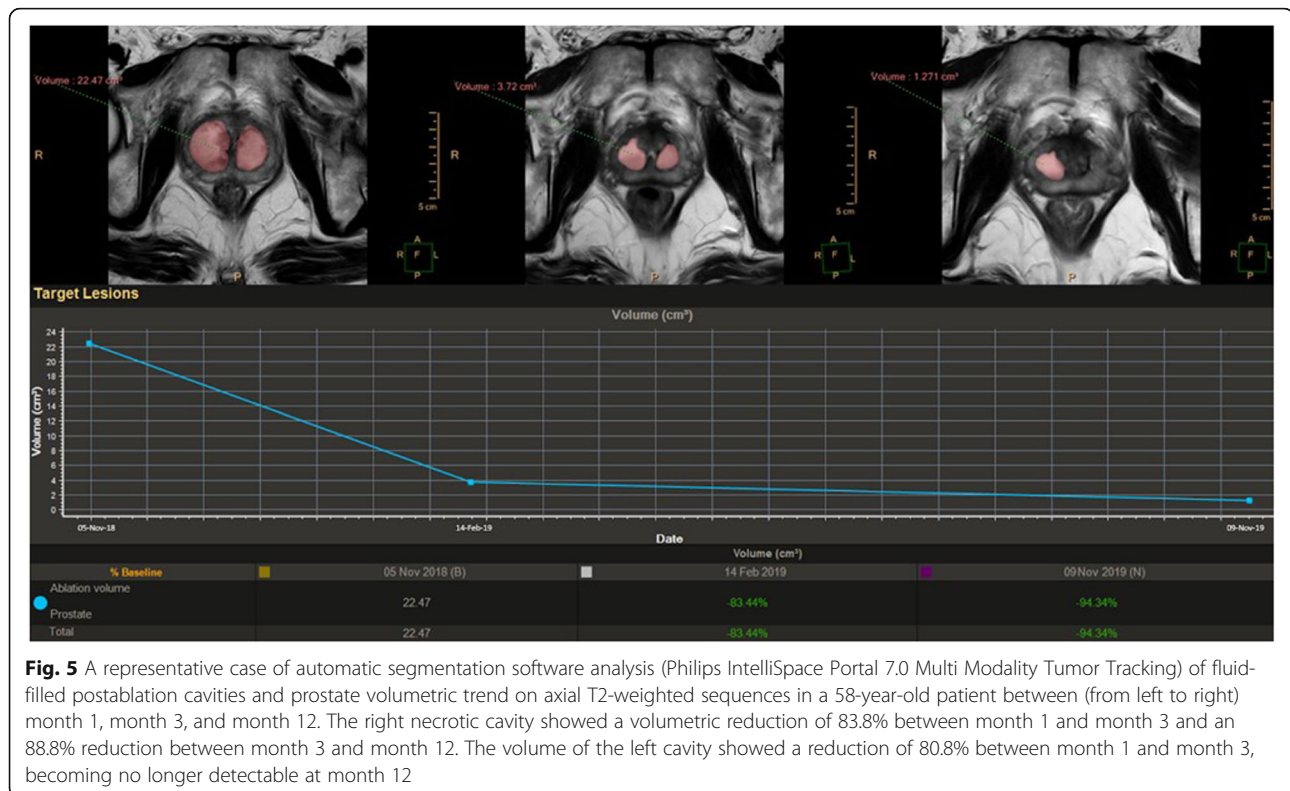 Volume : 22.47 cm³
Volume : 3.72 cm³
Volume : 1.271 cm³
R
R
R
5 cm
5 cm
5 cm
A
R F L
P
A
R F L
P
A
R F
P
P
P
P
Target Lesions
Volume (cm³)
Volume (cm³)
24
22
20
18
16
14
12
10
8
6
4
2
0
05-Nov-18
14-Feb-19
09-Nov-19
Date
Volume (cm³)
% Baseline 05 Nov 2018 (B) 14 Feb 2019 09 Nov 2019 (N)
Ablation volume
Prostate 22.47 -83.44% -94.34%
Total 22.47 -83.44% -94.34%
Fig. 5 A representative case of automatic segmentation software analysis (Philips IntelliSpace Portal 7.0 Multi Modality Tumor Tracking) of fluid-
filled postablation cavities and prostate volumetric trend on axial T2-weighted sequences in a 58-year-old patient between (from left to right)
month 1, month 3, and month 12. The right necrotic cavity showed a volumetric reduction of 83.8% between month 1 and month 3 and an
88.8% reduction between month 3 and month 12. The volume of the left cavity showed a reduction of 80.8% between month 1 and month 3,
becoming no longer detectable at month 12